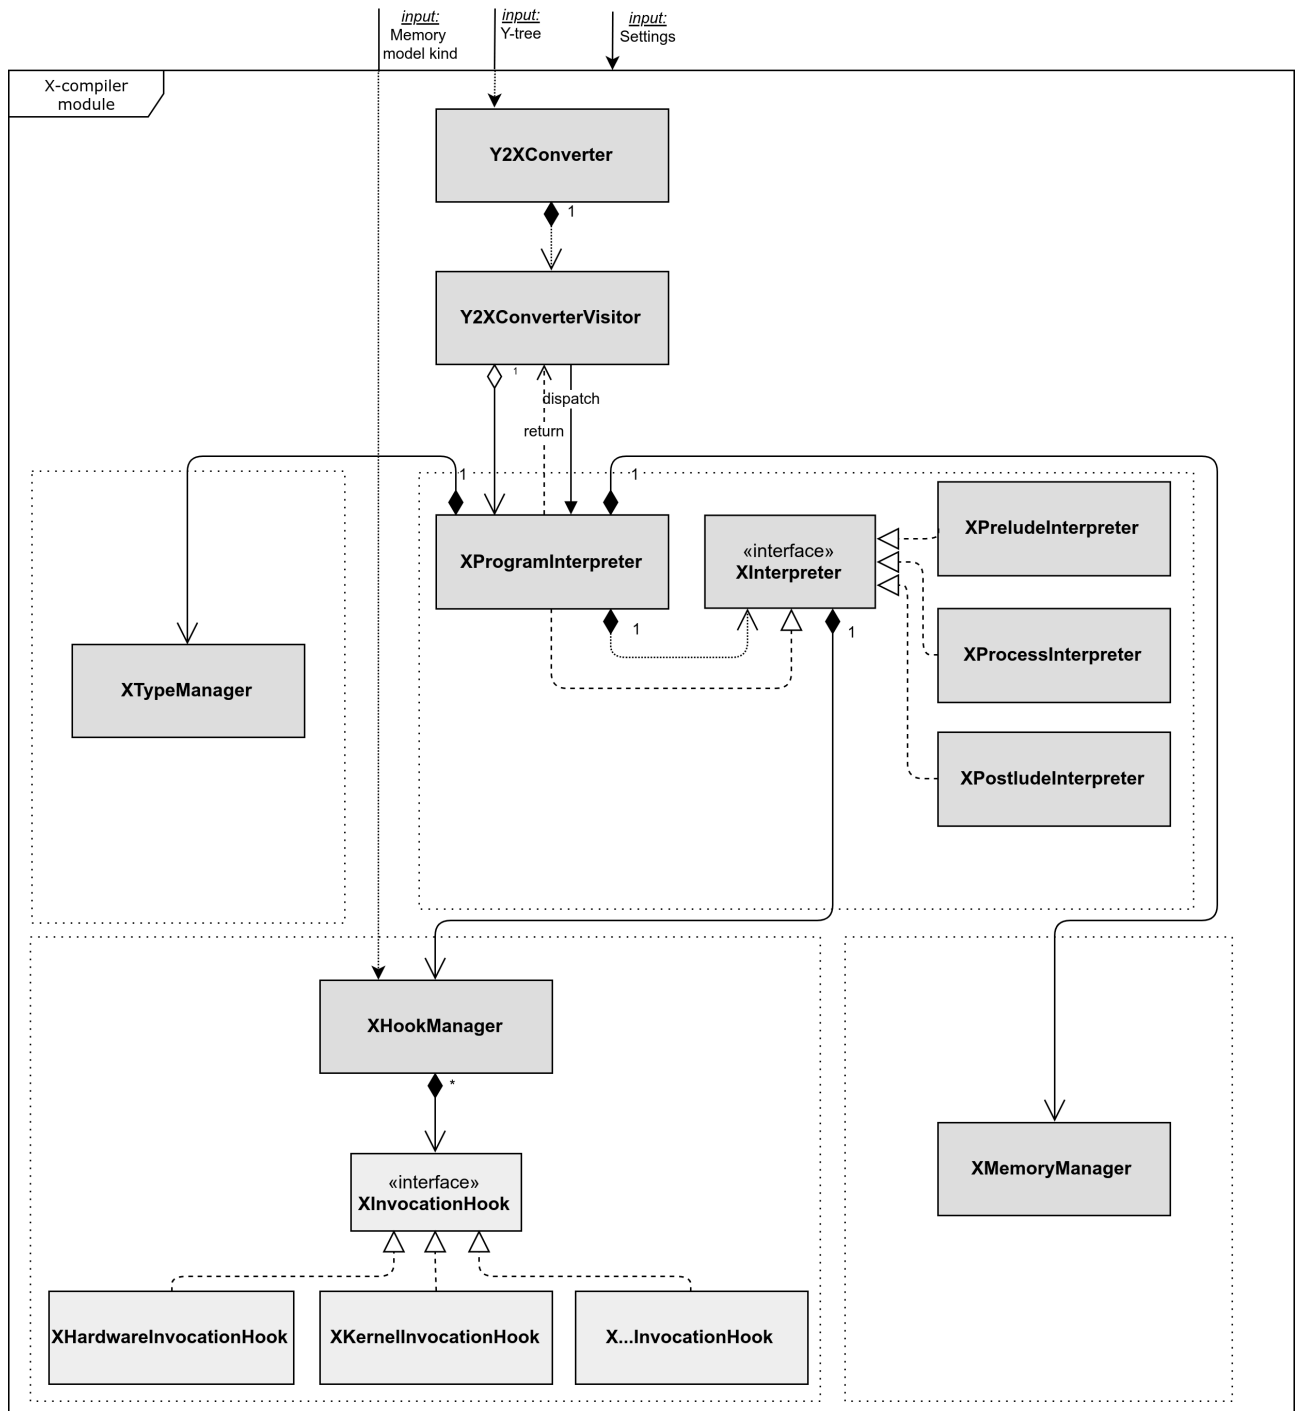 input:
Memory
model kind
input:
Y-tree
input:
Settings
X-compiler
module
Y2XConverter
1
Y2XConverterVisitor
1
dispatch
return
1
1
XProgramInterpreter
«interface»
XInterpreter
XPreludeInterpreter
1
1
XProcessInterpreter
XTypeManager
XPostludeInterpreter
XHookManager
*
«interface»
XInvocationHook
XMemoryManager
XHardwareInvocationHook
XKernelInvocationHook
X...InvocationHook